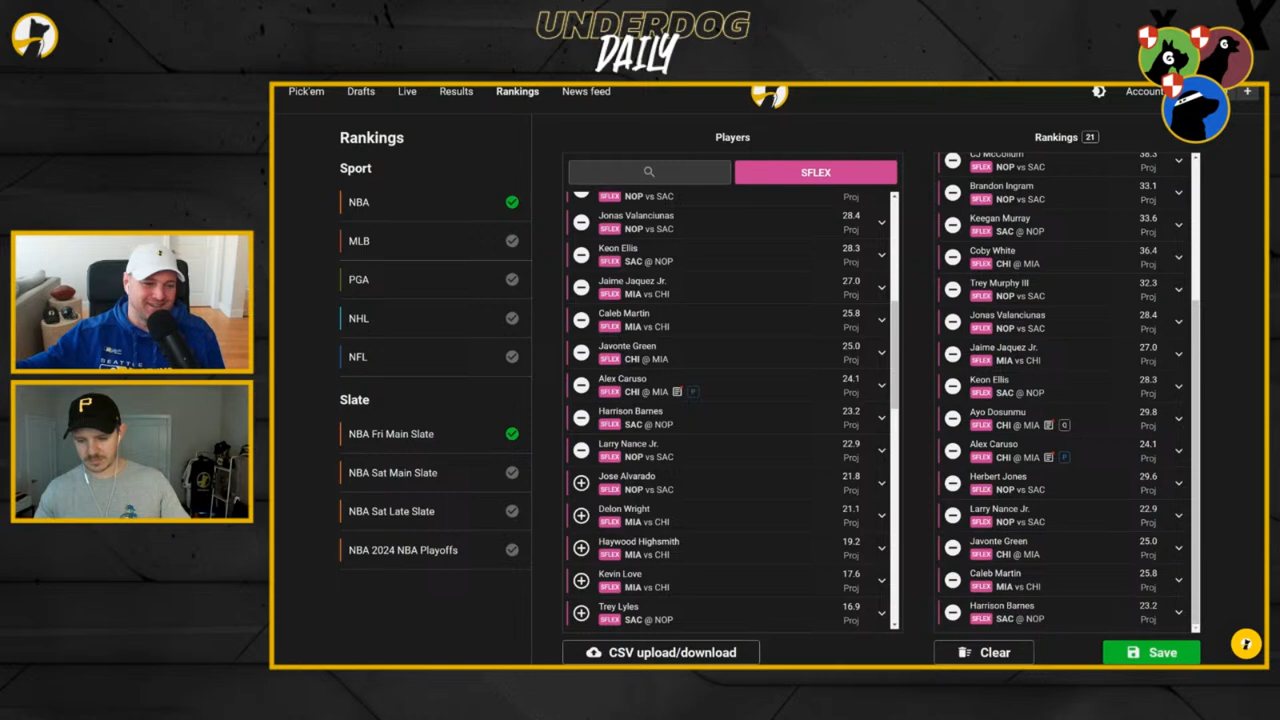 UNDERDOG
DAILY
Pick'em Drafts Live Results Rankings News feed Account +
Rankings
Sport
NBA
MLB
PGA
NHL
NFL
Slate
NBA Fri Main Slate
NBA Sat Main Slate
NBA Sat Late Slate
NBA 2024 NBA Playoffs
Players
SFLEX
SFLEX NOP vs SAC Proj
Jonas Valanciunas 28.4
SFLEX NOP vs SAC Proj
Keon Ellis 28.3
SFLEX SAC @ NOP Proj
Jaime Jaquez Jr. 27.0
SFLEX MIA vs CHI Proj
Caleb Martin 25.8
SFLEX MIA vs CHI Proj
Javonte Green 25.0
SFLEX CHI @ MIA Proj
Alex Caruso 24.1
SFLEX CHI @ MIA P Proj
Harrison Barnes 23.2
SFLEX SAC @ NOP Proj
Larry Nance Jr. 22.9
SFLEX NOP vs SAC Proj
Jose Alvarado 21.8
SFLEX NOP vs SAC Proj
Delon Wright 21.1
SFLEX MIA vs CHI Proj
Haywood Highsmith 19.2
SFLEX MIA vs CHI Proj
Kevin Love 17.6
SFLEX MIA vs CHI Proj
Trey Lyles 16.9
SFLEX SAC @ NOP Proj
CSV upload/download
Rankings 21
CJ McCollum 38.3
SFLEX NOP vs SAC Proj
Brandon Ingram 33.1
SFLEX NOP vs SAC Proj
Keegan Murray 33.6
SFLEX SAC @ NOP Proj
Coby White 36.4
SFLEX CHI @ MIA Proj
Trey Murphy III 32.3
SFLEX NOP vs SAC Proj
Jonas Valanciunas 28.4
SFLEX NOP vs SAC Proj
Jaime Jaquez Jr. 27.0
SFLEX MIA vs CHI Proj
Keon Ellis 28.3
SFLEX SAC @ NOP Proj
Ayo Dosunmu 29.8
SFLEX CHI @ MIA Q Proj
Alex Caruso 24.1
SFLEX CHI @ MIA P Proj
Herbert Jones 29.6
SFLEX NOP vs SAC Proj
Larry Nance Jr. 22.9
SFLEX NOP vs SAC Proj
Javonte Green 25.0
SFLEX CHI @ MIA Proj
Caleb Martin 25.8
SFLEX MIA vs CHI Proj
Harrison Barnes 23.2
SFLEX SAC @ NOP Proj
Clear
Save
G
G
P
SEATTLE